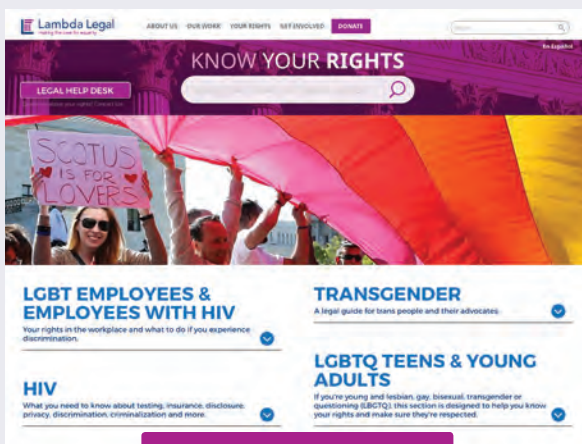 Lambda Legal
making the case for equality
ABOUT US OUR WORK YOUR RIGHTS GET INVOLVED DONATE
En Español
KNOW YOUR RIGHTS
LEGAL HELP DESK
SCOTUS
IS FOR
LOVERS
LGBT EMPLOYEES &
EMPLOYEES WITH HIV
Your rights in the workplace and what to do if you experience
discrimination.
HIV
What you need to know about testing, insurance, disclosure,
privacy, discrimination, criminalization and more.
TRANSGENDER
A legal guide for trans people and their advocates.
LGBTQ TEENS & YOUNG
ADULTS
If you're young and lesbian, gay, bisexual, transgender or
questioning (LBGTQ), this section is designed to help you know
your rights and make sure they're respected.